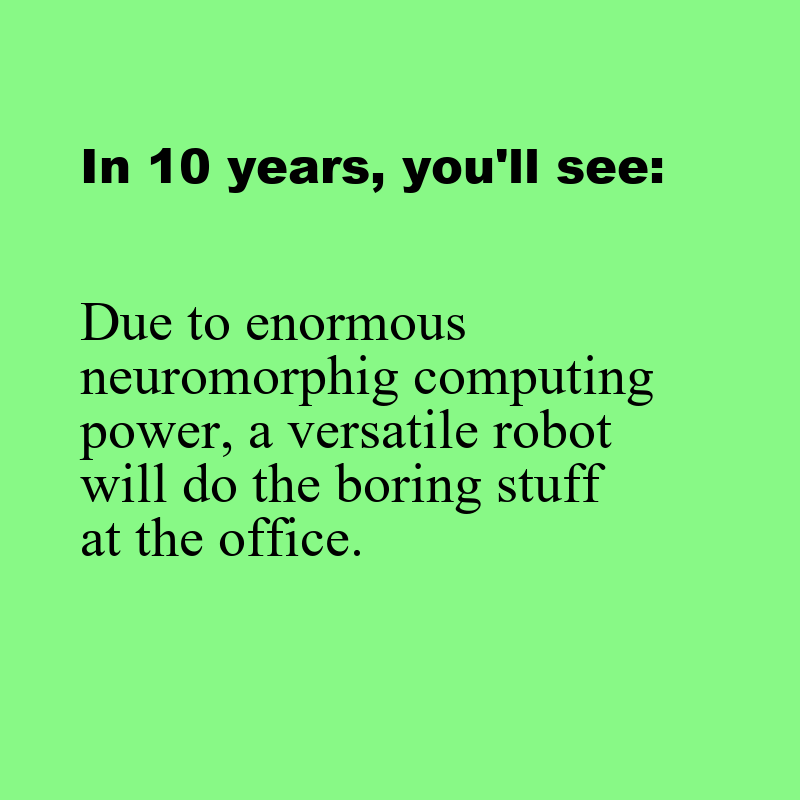 In 10 years, you'll see:
Due to enormous
neuromorphig computing
power, a versatile robot
will do the boring stuff
at the office.